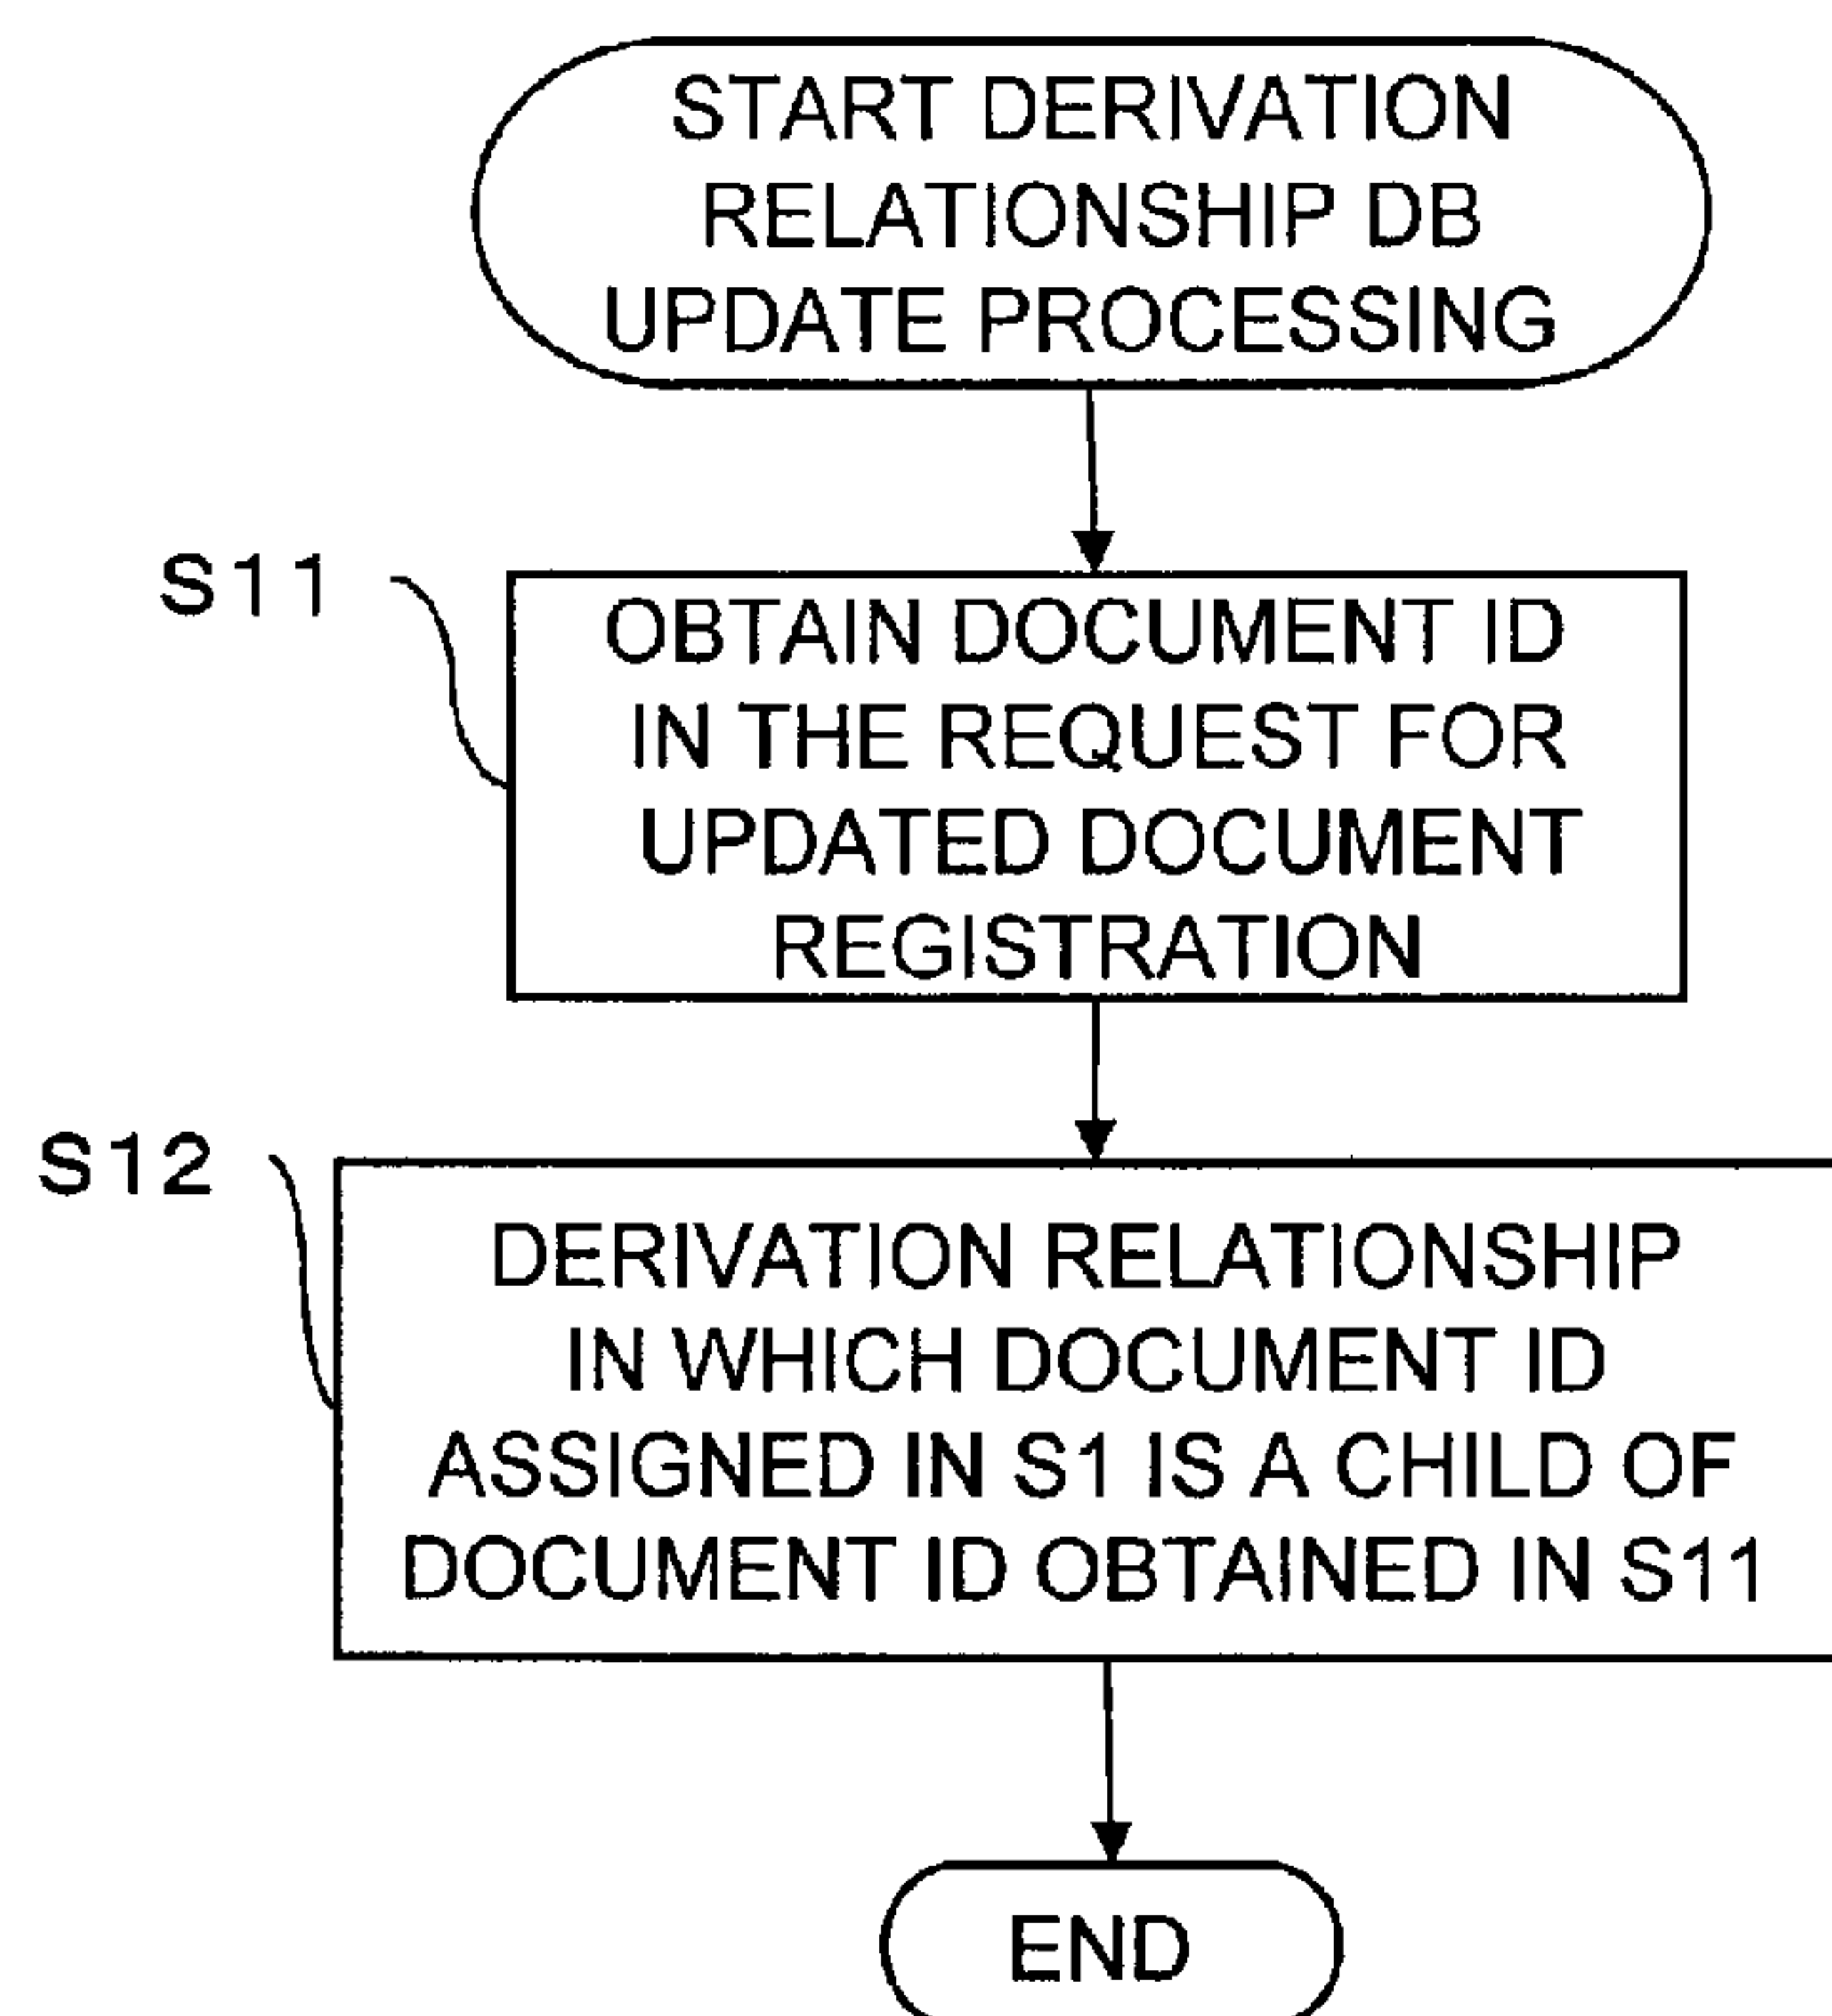 START DERIVATION
RELATIONSHIP DB
UPDATE PROCESSING
S11
OBTAIN DOCUMENT ID
IN THE REQUEST FOR
UPDATED DOCUMENT
REGISTRATION
S12
DERIVATION RELATIONSHIP
IN WHICH DOCUMENT ID
ASSIGNED IN S1 IS A CHILD OF
DOCUMENT ID OBTAINED IN S11
END